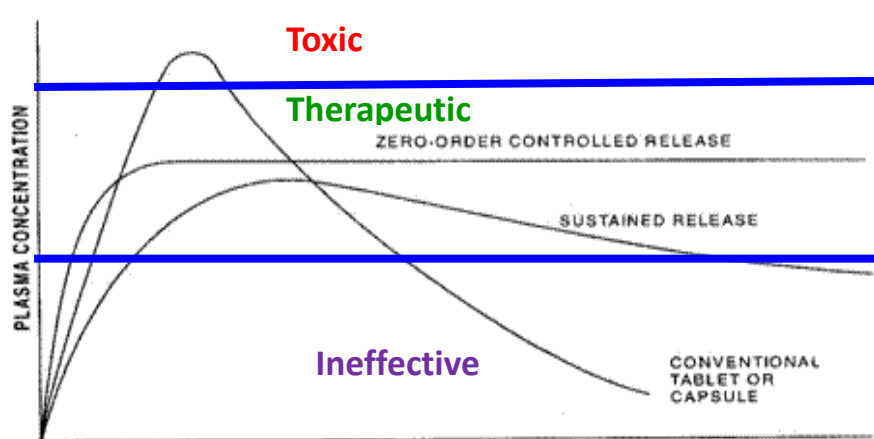 Toxic
Therapeutic
ZERO-ORDER CONTROLLED RELEASE
PLASMA CONCENTRATION
SUSTAINED RELEASE
Ineffective
CONVENTIONAL
TABLET OR
CAPSULE